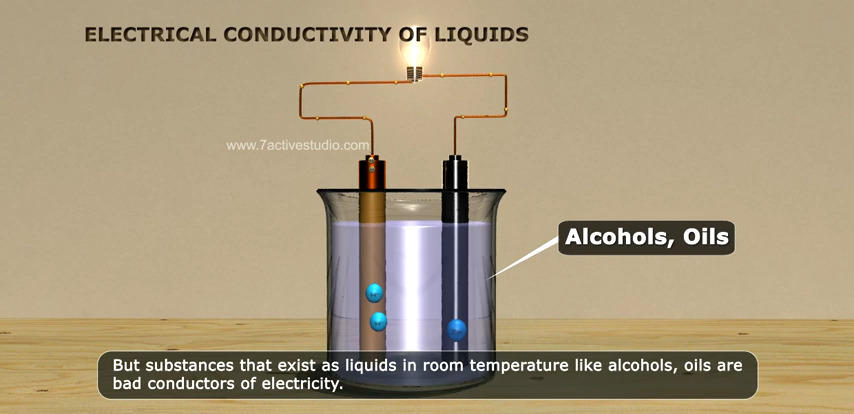 ELECTRICAL CONDUCTIVITY OF LIQUIDS
www.7activestudio.com
Alcohols, Oils
But substances that exist as liquids in room temperature like alcohols, oils are
bad conductors of electricity.